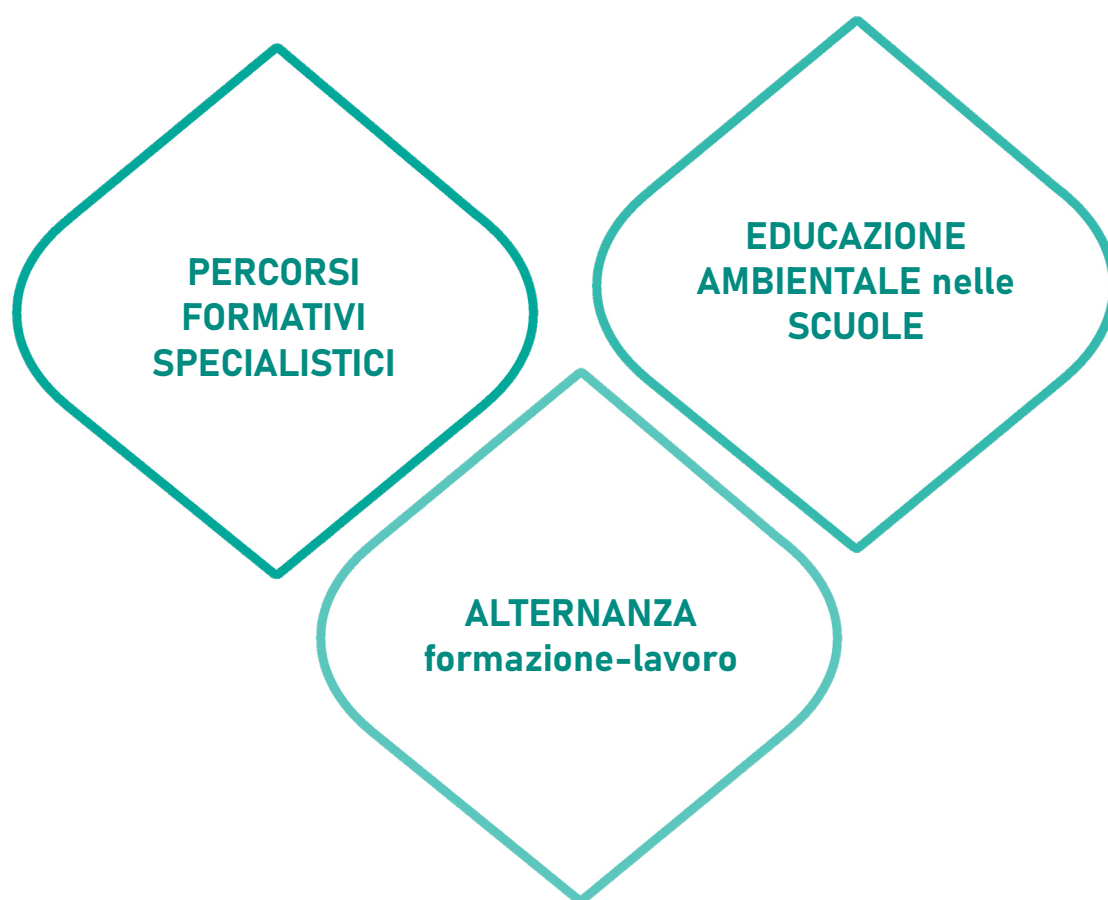 PERCORSI
FORMATIVI
SPECIALISTICI
EDUCAZIONE
AMBIENTALE nelle
SCUOLE
ALTERNANZA
formazione-lavoro